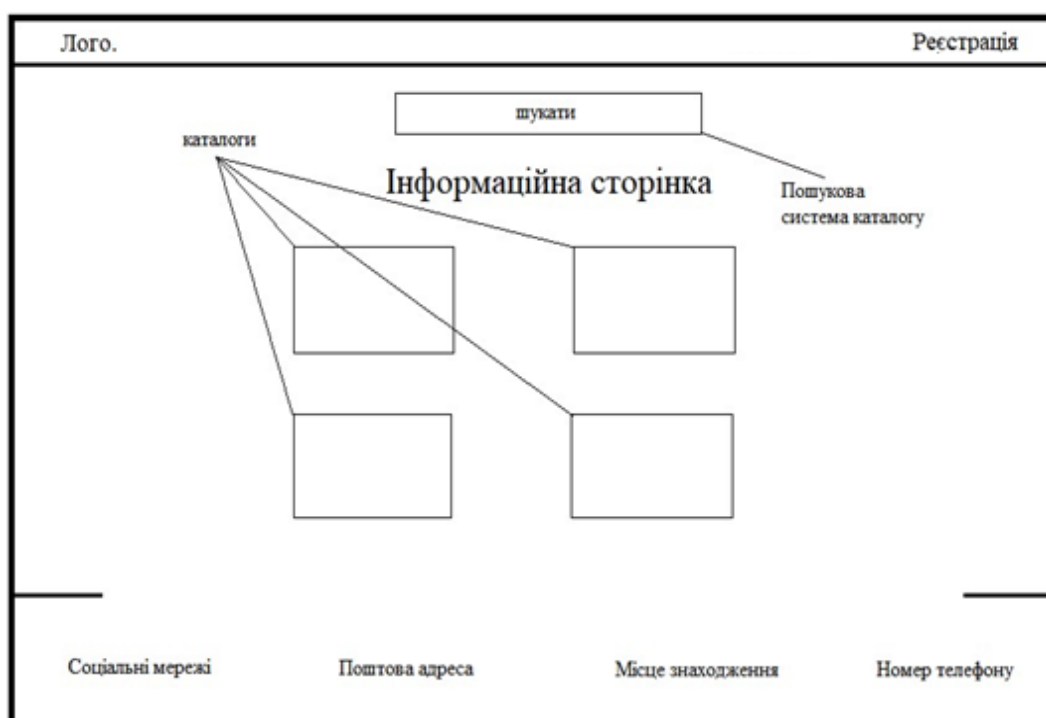 Лого.
Реєстрація
шукати
каталоги
Інформаційна сторінка
Пошукова
система каталогу
Соціальні мережі
Поштова адреса
Місце знаходження
Номер телефону